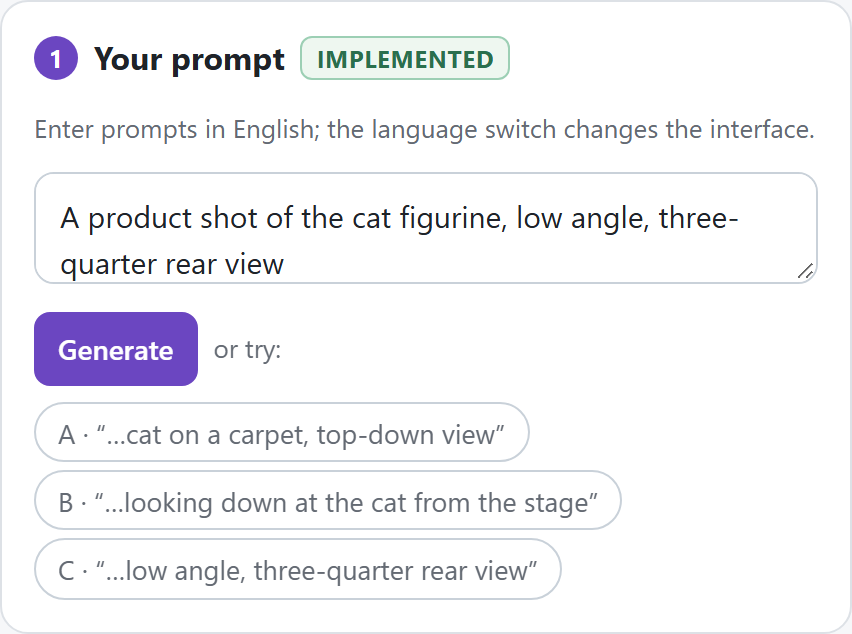 1 Your prompt IMPLEMENTED
Enter prompts in English; the language switch changes the interface.
A product shot of the cat figurine, low angle, three-
quarter rear view
Generate or try:
A · “…cat on a carpet, top-down view”
B · “…looking down at the cat from the stage”
C · “…low angle, three-quarter rear view”